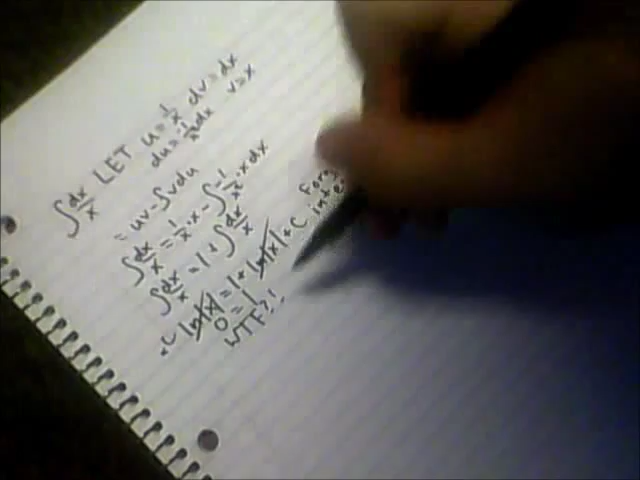 ∫dx/x LET u=1/x dv=dx
du=-1/x²dx v=x
=uv-∫vdu
∫dx/x=1/x·x-∫-1/x²·xdx
∫dx/x=1+∫dx/x
+C ln|x|=1+ln|x|+C
0=1
WTF?!